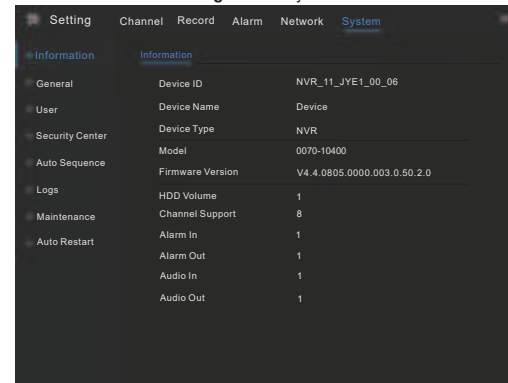 Setting Channel Record Alarm Network System
Information
Information
General
User
Security Center
Auto Sequence
Logs
Maintenance
Auto Restart
Device ID NVR_11_JYE1_00_06
Device Name Device
Device Type NVR
Model 0070-10400
Firmware Version V4.4.0805.0000.003.0.50.2.0
HDD Volume 1
Channel Support 8
Alarm In 1
Alarm Out 1
Audio In 1
Audio Out 1